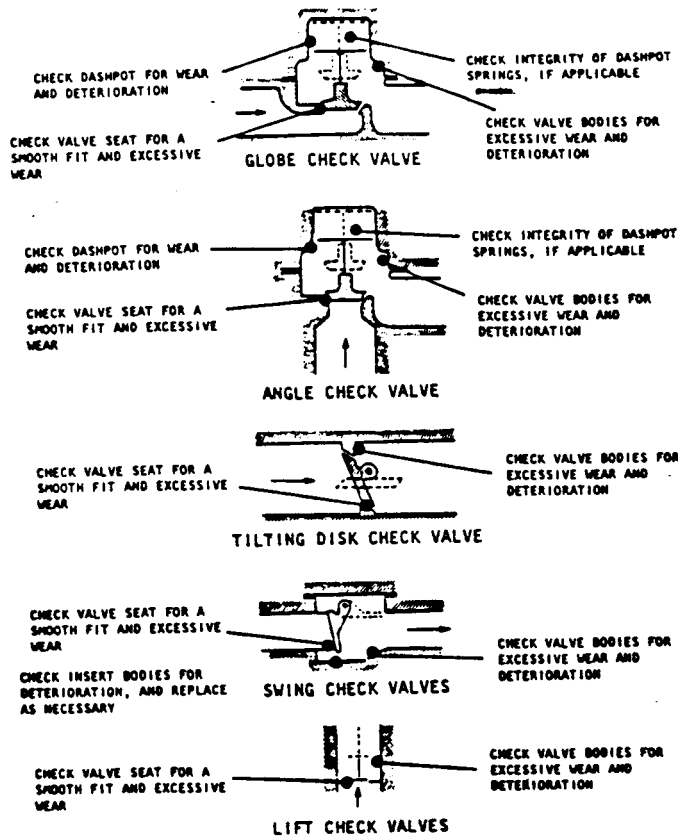 CHECK DASHPOT FOR WEAR
AND DETERIORATION
CHECK INTEGRITY OF DASHPOT
SPRINGS, IF APPLICABLE
CHECK VALVE SEAT FOR A
SMOOTH FIT AND EXCESSIVE
WEAR
CHECK VALVE BODIES FOR
EXCESSIVE WEAR AND
DETERIORATION
GLOBE CHECK VALVE
CHECK DASHPOT FOR WEAR
AND DETERIORATION
CHECK INTEGRITY OF DASHPOT
SPRINGS, IF APPLICABLE
CHECK VALVE SEAT FOR A
SMOOTH FIT AND EXCESSIVE
WEAR
CHECK VALVE BODIES FOR
EXCESSIVE WEAR AND
DETERIORATION
ANGLE CHECK VALVE
CHECK VALVE SEAT FOR A
SMOOTH FIT AND EXCESSIVE
WEAR
CHECK VALVE BODIES FOR
EXCESSIVE WEAR AND
DETERIORATION
TILTING DISK CHECK VALVE
CHECK VALVE SEAT FOR A
SMOOTH FIT AND EXCESSIVE
WEAR
CHECK INSERT BODIES FOR
DETERIORATION, AND REPLACE
AS NECESSARY
CHECK VALVE BODIES FOR
EXCESSIVE WEAR AND
DETERIORATION
SWING CHECK VALVES
CHECK VALVE SEAT FOR A
SMOOTH FIT AND EXCESSIVE
WEAR
CHECK VALVE BODIES FOR
EXCESSIVE WEAR AND
DETERIORATION
LIFT CHECK VALVES